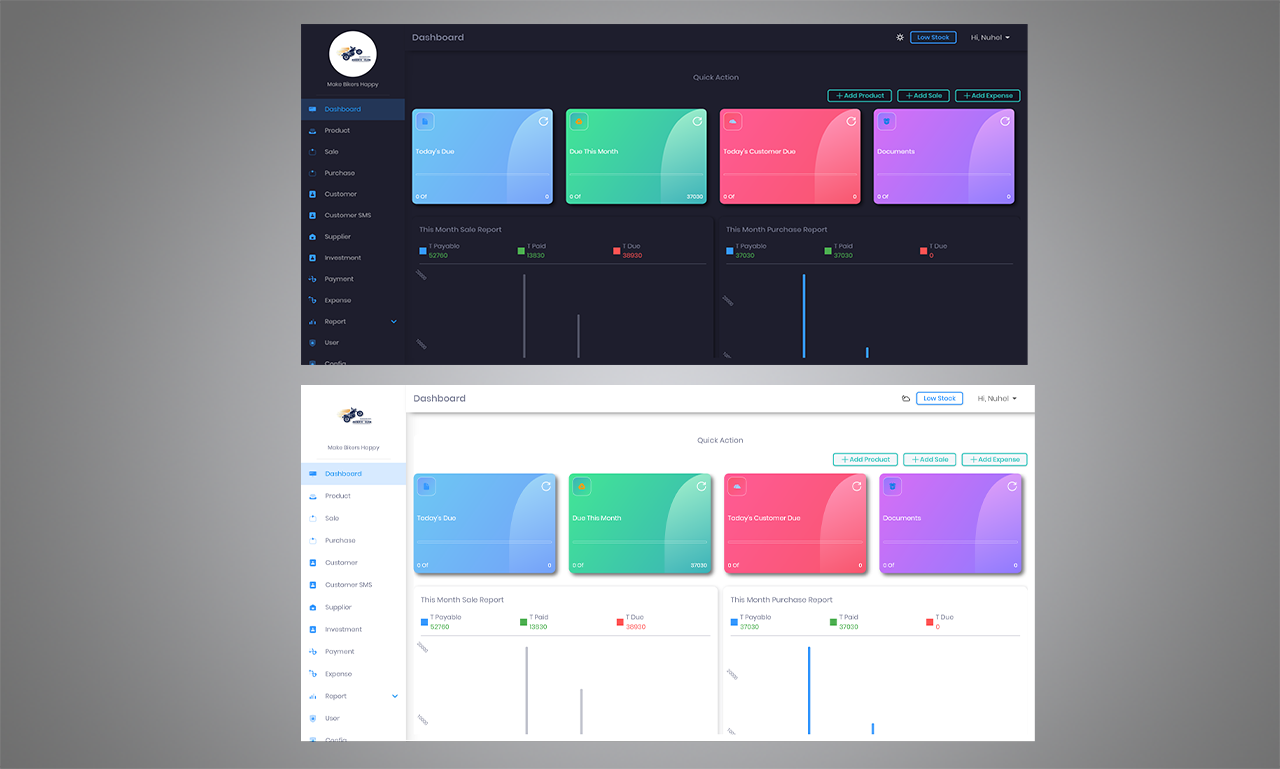 Dashboard
Low Stock
Hi, Nuhel
Make Bikers Happy
Quick Action
Add Product
Add Sale
Add Expense
Dashboard
Product
Sale
Purchase
Customer
Customer SMS
Supplier
Investment
Payment
Expense
Report
User
Config
Today's Due
0 Of
0
Due This Month
0 Of
37030
Today's Customer Due
0 Of
0
Documents
0 Of
0
This Month Sale Report
T Payable
52760
T Paid
13830
T Due
38930
20000
10000
This Month Purchase Report
T Payable
37030
T Paid
37030
T Due
0
20000
Dashboard
Low Stock
Hi, Nuhel
Make Bikers Happy
Quick Action
Add Product
Add Sale
Add Expense
Dashboard
Product
Sale
Purchase
Customer
Customer SMS
Supplier
Investment
Payment
Expense
Report
User
Config
Today's Due
0 Of
0
Due This Month
0 Of
37030
Today's Customer Due
0 Of
0
Documents
0 Of
0
This Month Sale Report
T Payable
52760
T Paid
13830
T Due
38930
20000
10000
This Month Purchase Report
T Payable
37030
T Paid
37030
T Due
0
20000